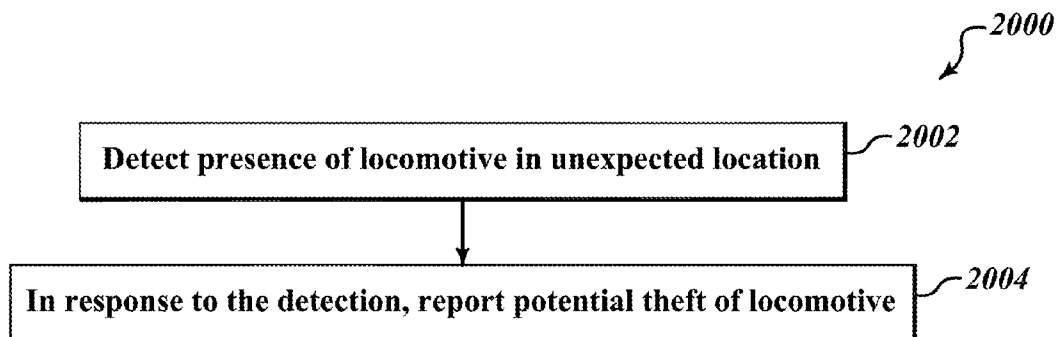 2000
Detect presence of locomotive in unexpected location
2002
In response to the detection, report potential theft of locomotive
2004